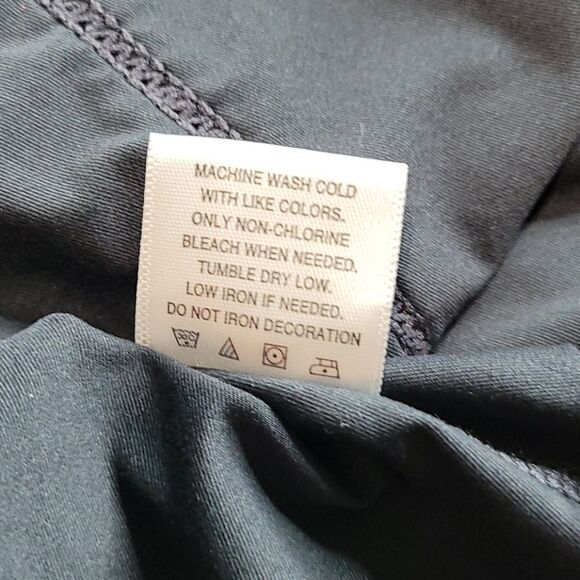 MACHINE WASH COLD
WITH LIKE COLORS.
ONLY NON-CHLORINE
BLEACH WHEN NEEDED.
TUMBLE DRY LOW.
LOW IRON IF NEEDED.
DO NOT IRON DECORATION